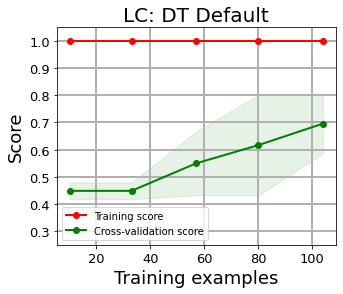 LC: DT Default
1.0
0.9
0.8
0.7
0.6
0.5
0.4
0.3
Score
Training score
Cross-validation score
20 40 60 80 100
Training examples